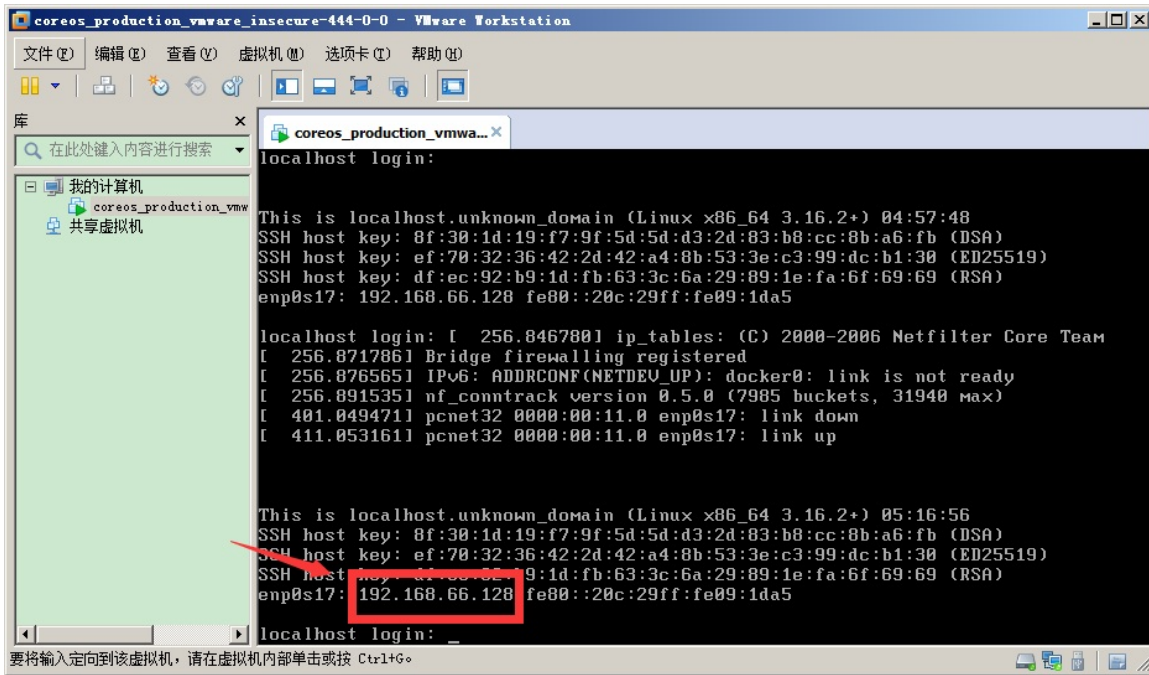 coreos_production_vmware_insecure-444-0-0 - VMware Workstation
文件(F) 编辑(E) 查看(V) 虚拟机(M) 选项卡(T) 帮助(H)
库
在此处键入内容进行搜索
我的计算机
coreos_production_vmw
共享虚拟机
coreos_production_vmwa...
localhost login:
This is localhost.unknown_domain (Linux x86_64 3.16.2+) 04:57:48
SSH host key: 8f:30:1d:19:f7:9f:5d:5d:d3:2d:83:b8:cc:8b:a6:fb (DSA)
SSH host key: ef:70:32:36:42:2d:42:a4:8b:53:3e:c3:99:dc:b1:30 (ED25519)
SSH host key: df:ec:92:b9:1d:fb:63:3c:6a:29:89:1e:fa:6f:69:69 (RSA)
enp0s17: 192.168.66.128 fe80::20c:29ff:fe09:1da5
localhost login: [  256.846780] ip_tables: (C) 2000-2006 Netfilter Core Team
[  256.871786] Bridge firewalling registered
[  256.876565] IPv6: ADDRCONF(NETDEV_UP): docker0: link is not ready
[  256.891535] nf_conntrack version 0.5.0 (7985 buckets, 31940 max)
[  401.049471] pcnet32 0000:00:11.0 enp0s17: link down
[  411.053161] pcnet32 0000:00:11.0 enp0s17: link up
This is localhost.unknown_domain (Linux x86_64 3.16.2+) 05:16:56
SSH host key: 8f:30:1d:19:f7:9f:5d:5d:d3:2d:83:b8:cc:8b:a6:fb (DSA)
SSH host key: ef:70:32:36:42:2d:42:a4:8b:53:3e:c3:99:dc:b1:30 (ED25519)
SSH host key: df:ec:92:b9:1d:fb:63:3c:6a:29:89:1e:fa:6f:69:69 (RSA)
enp0s17: 192.168.66.128 fe80::20c:29ff:fe09:1da5
localhost login: _
要将输入定向到该虚拟机，请在虚拟机内部单击或按 Ctrl+G。